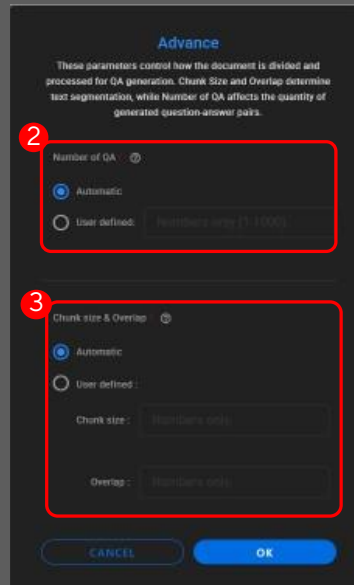 Advance
These parameters control how the document is divided and
processed for QA generation. Chunk Size and Overlap determine
text segmentation, while Number of QA affects the quantity of
generated question-answer pairs.
2
Number of QA ?
Automatic
User defined: Numbers only (1-1000)
3
Chunk size & Overlap ?
Automatic
User defined :
Chunk size : Numbers only
Overlap : Numbers only
CANCEL OK